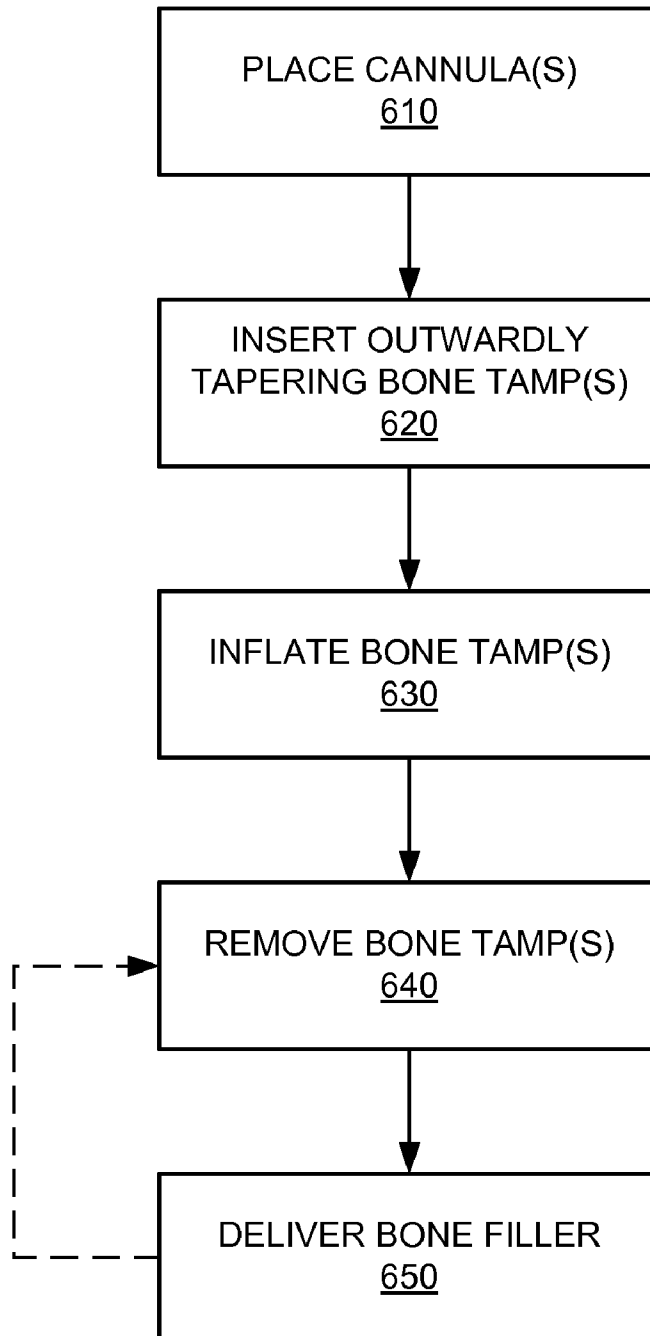 PLACE CANNULA(S)
610
INSERT OUTWARDLY
TAPERING BONE TAMP(S)
620
INFLATE BONE TAMP(S)
630
REMOVE BONE TAMP(S)
640
DELIVER BONE FILLER
650